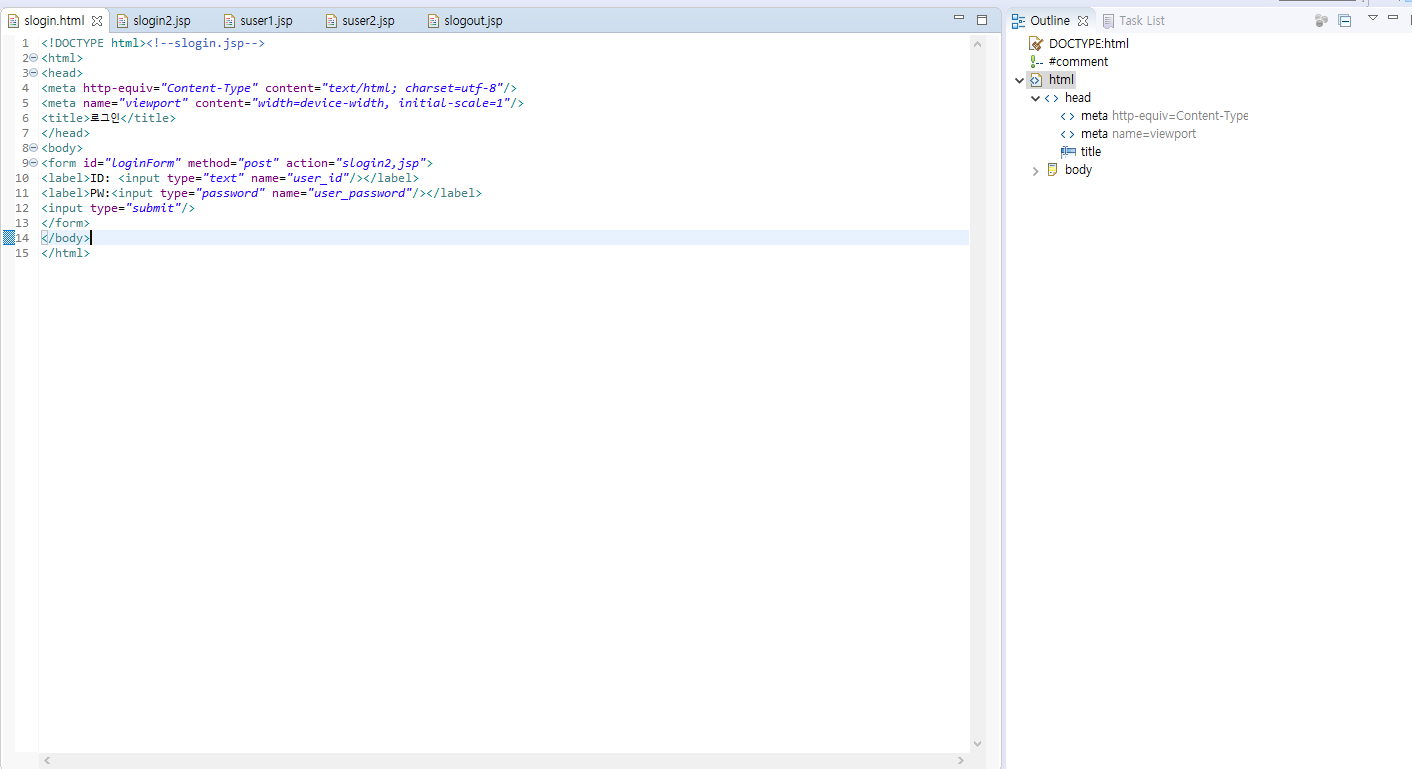 slogin.html slogin2.jsp suser1.jsp suser2.jsp slogout.jsp
1 <!DOCTYPE html><!--slogin.jsp-->
2 <html>
3 <head>
4 <meta http-equiv="Content-Type" content="text/html; charset=utf-8"/>
5 <meta name="viewport" content="width=device-width, initial-scale=1"/>
6 <title>로그인</title>
7 </head>
8 <body>
9 <form id="loginForm" method="post" action="slogin2,jsp">
10 <label>ID: <input type="text" name="user_id"/></label>
11 <label>PW:<input type="password" name="user_password"/></label>
12 <input type="submit"/>
13 </form>
14 </body>
15 </html>
Outline Task List
DOCTYPE:html
#comment
html
head
meta http-equiv=Content-Type
meta name=viewport
title
body